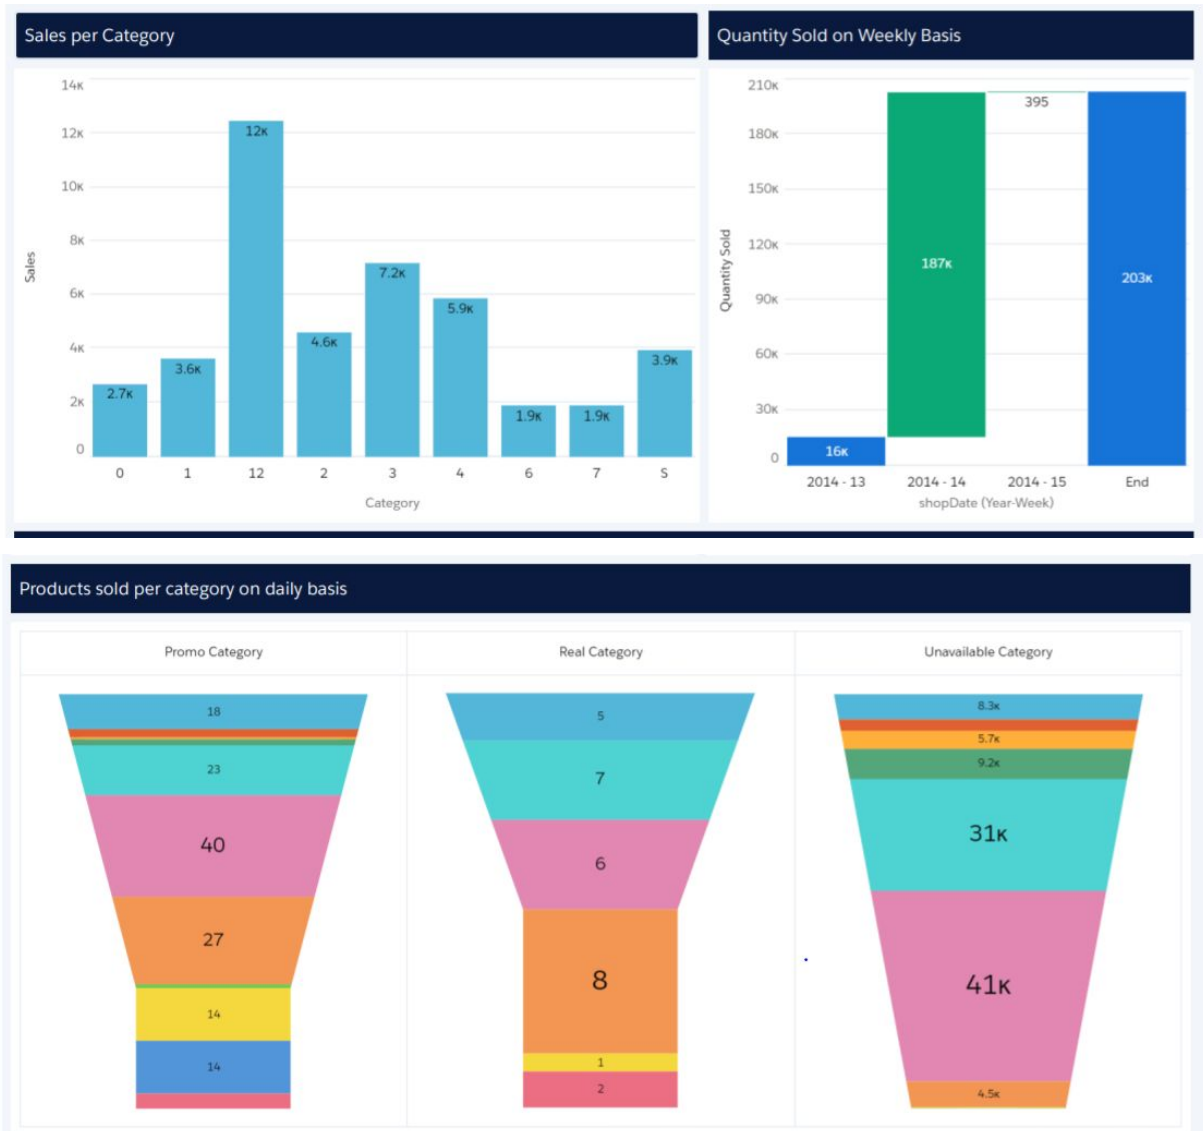 Sales per Category
14K
12K
10K
8K
6K
4K
2K
0
Sales
2.7K
3.6K
12K
4.6K
7.2K
5.9K
1.9K
1.9K
3.9K
0 1 12 2 3 4 6 7 S
Category
Quantity Sold on Weekly Basis
210K
180K
150K
120K
90K
60K
30K
0
Quantity Sold
16K
187K
395
203K
2014 - 13 2014 - 14 2014 - 15 End
shopDate (Year-Week)
Products sold per category on daily basis
Promo Category
18
23
40
27
14
14
Real Category
5
7
6
8
1
2
Unavailable Category
8.3K
5.7K
9.2K
31K
41K
4.5K